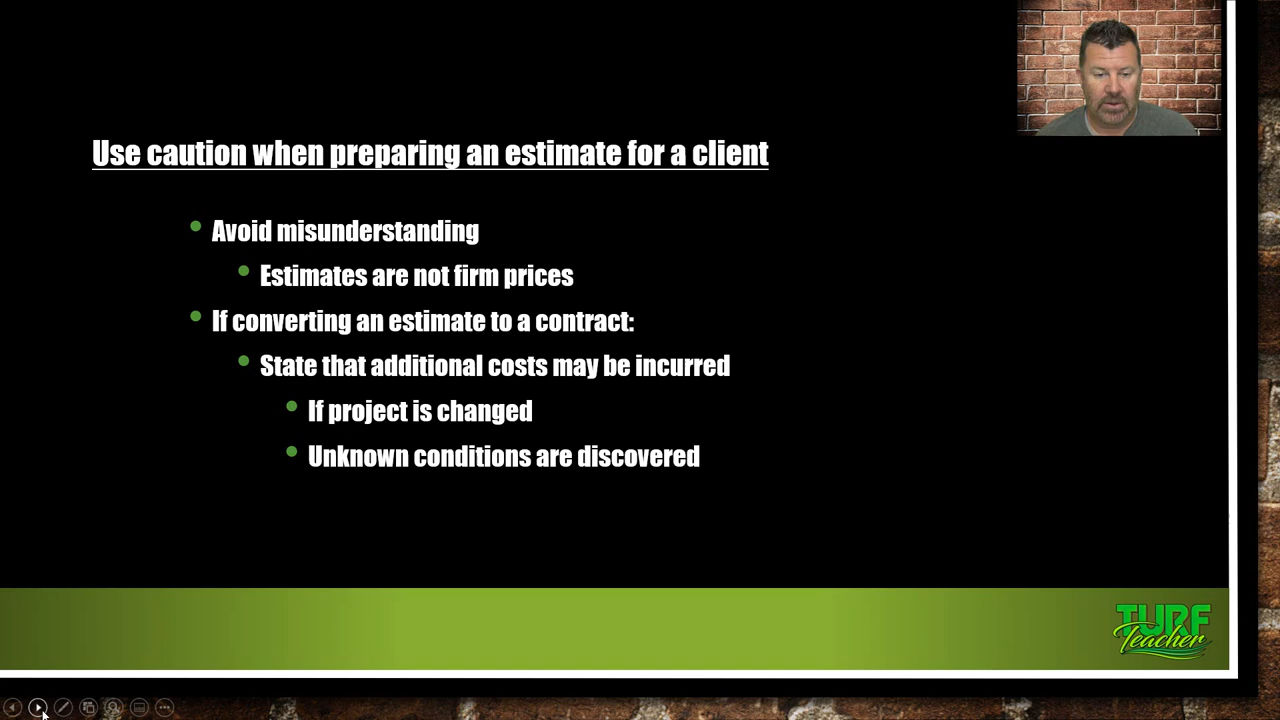 Use caution when preparing an estimate for a client
Avoid misunderstanding
Estimates are not firm prices
If converting an estimate to a contract:
State that additional costs may be incurred
If project is changed
Unknown conditions are discovered
TURF
Teacher